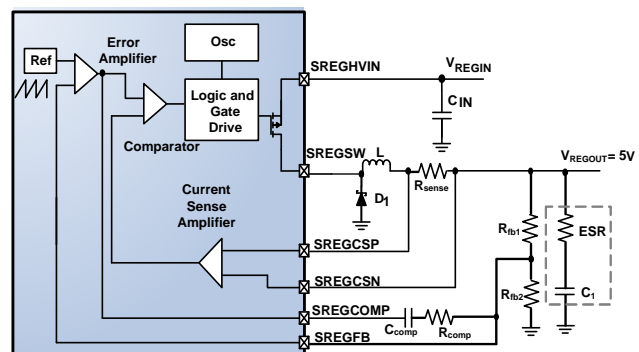 Error
Amplifier
Osc
Ref
SREGHVIN
VREGIN
CIN
Logic and
Gate
Drive
Comparator
SREGSW
L
VREGOUT= 5V
Rsense
D1
Current
Sense
Amplifier
Rfb1
ESR
SREGCSP
SREGCSN
Rfb2
C1
SREGCOMP
Ccomp
Rcomp
SREGFB